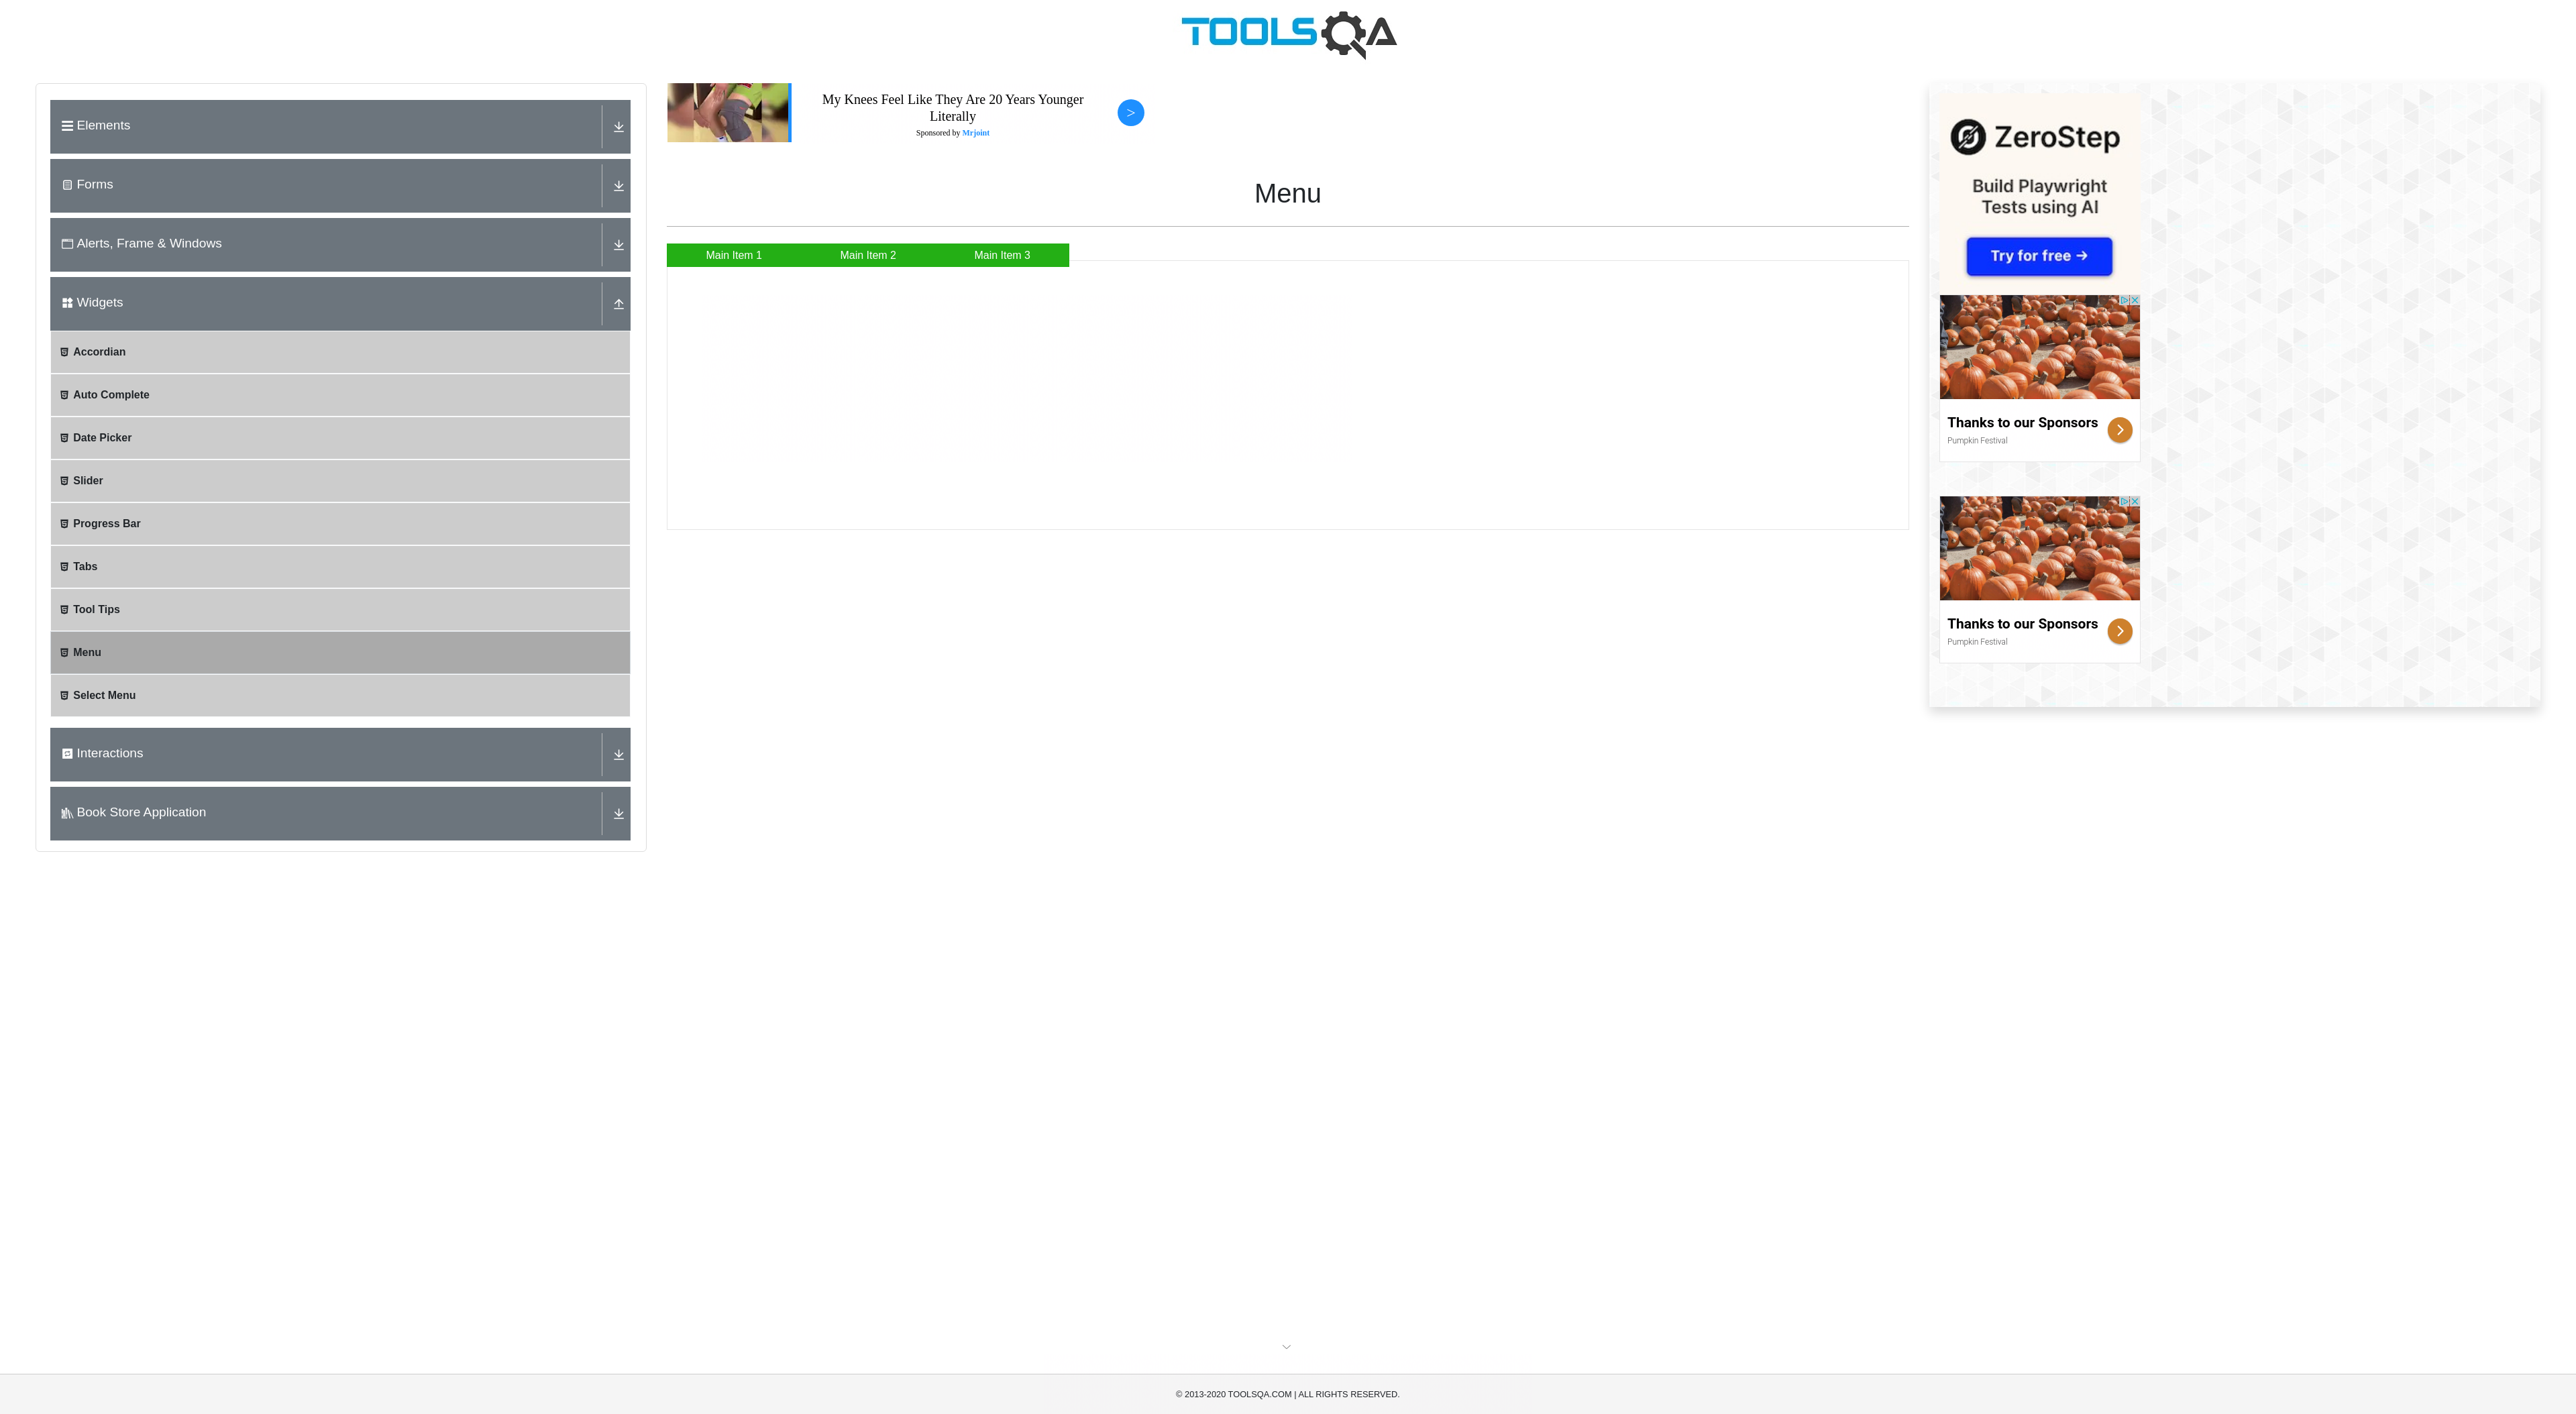 TOOLSQA
Elements
Forms
Alerts, Frame & Windows
Widgets
Accordian
Auto Complete
Date Picker
Slider
Progress Bar
Tabs
Tool Tips
Menu
Select Menu
Interactions
Book Store Application
My Knees Feel Like They Are 20 Years Younger
Literally
Sponsored by Mrjoint
>
Menu
Main Item 1
Main Item 2
Main Item 3
ZeroStep
Build Playwright
Tests using AI
Try for free →
Thanks to our Sponsors
Pumpkin Festival
Thanks to our Sponsors
Pumpkin Festival
© 2013-2020 TOOLSQA.COM | ALL RIGHTS RESERVED.